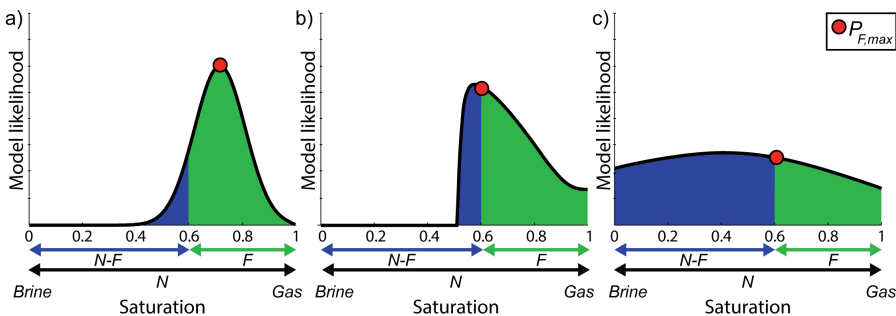 a)
Model likelihood
0 0.2 0.4 0.6 0.8 1
N-F F
N
Brine Gas
Saturation
b)
Model likelihood
0 0.2 0.4 0.6 0.8 1
N-F F
N
Brine Gas
Saturation
c)
P F,max
Model likelihood
0 0.2 0.4 0.6 0.8 1
N-F F
N
Brine Gas
Saturation